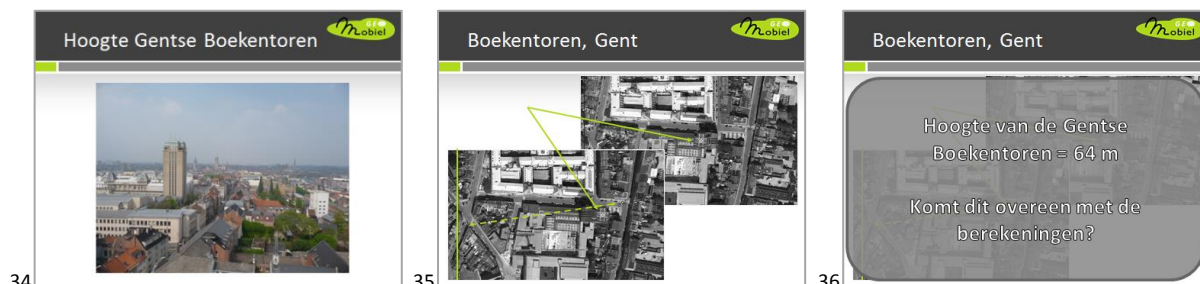 Hoogte Gentse Boekentoren
GEO
mobiel
34
Boekentoren, Gent
GEO
mobiel
35
Boekentoren, Gent
GEO
mobiel
Hoogte van de Gentse
Boekentoren = 64 m
Komt dit overeen met de
berekeningen?
36